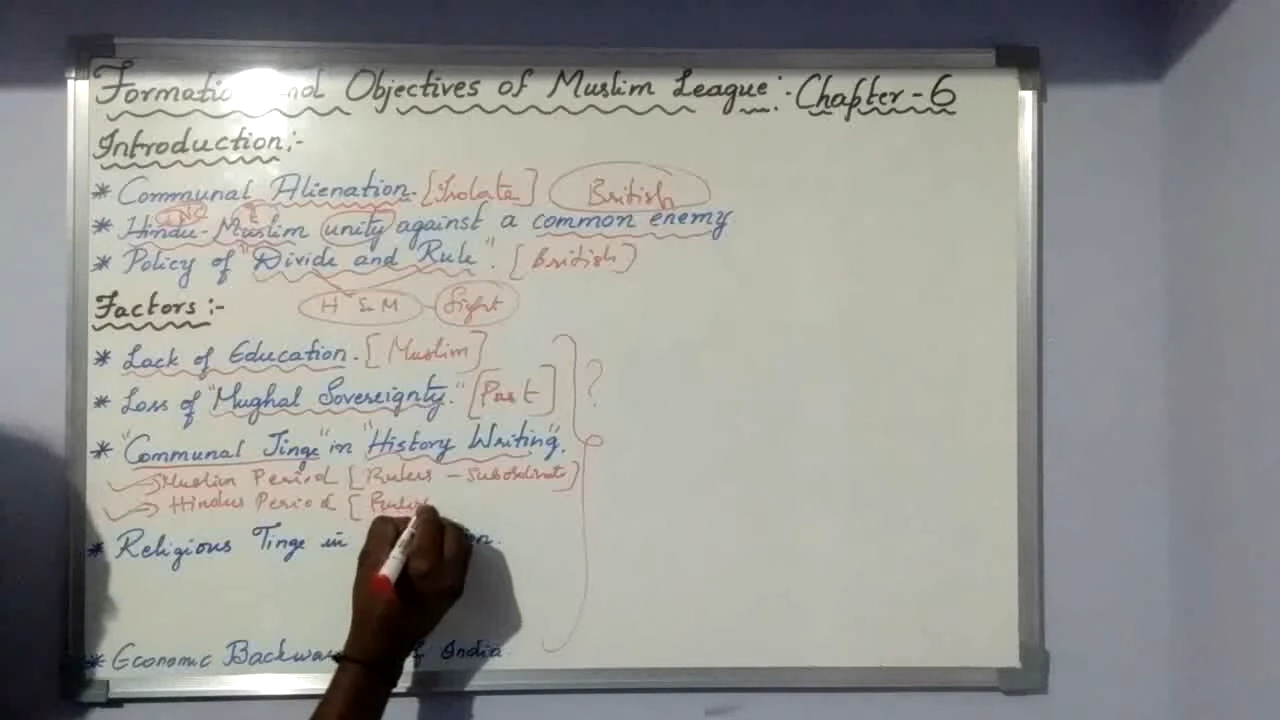 Formatio nd Objectives of Muslim League:- Chapter-6
Introduction:-
* Communal Alienation. [Isolate] British
* Hindu-Muslim unity against a common enemy
* Policy of "Divide and Rule". [British]
Factors:-
H & M - Fight
* Lack of Education. [Muslim]
* Loss of "Mughal Sovereignty." [Past]
?
* "Communal Tinge" in "History Writing".
Muslim Period [Rulers - Subordinate]
Hindus Period [
* Religious Tinge in
* Economic Backwa of India